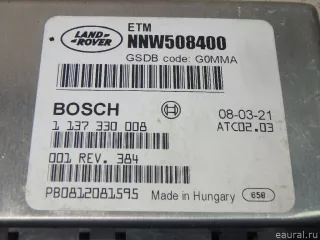 LAND-
ROVER
ETM
NNW508400
GSDB code: G0MMA
BOSCH
08-03-21
1 137 330 008
ATC02.03
001 REV. 384
PB0812081595
Made in Hungary
656
eaural.ru